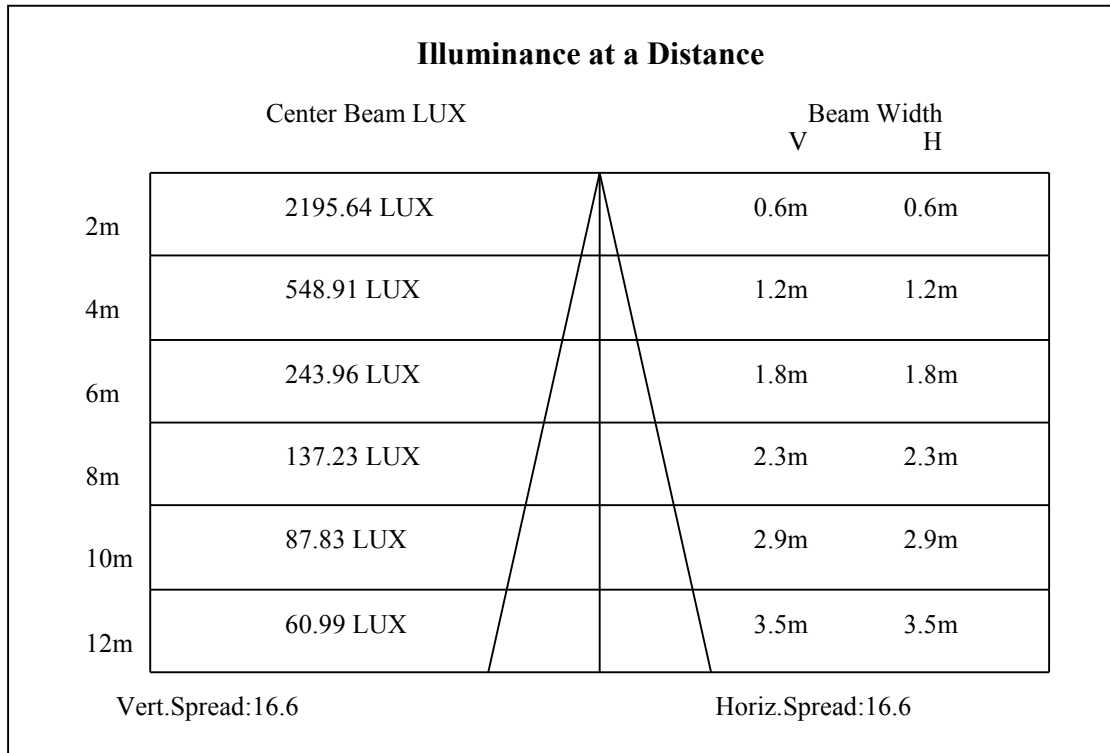 Illuminance at a Distance
Center Beam LUX Beam Width
V H
2m 2195.64 LUX 0.6m 0.6m
4m 548.91 LUX 1.2m 1.2m
6m 243.96 LUX 1.8m 1.8m
8m 137.23 LUX 2.3m 2.3m
10m 87.83 LUX 2.9m 2.9m
12m 60.99 LUX 3.5m 3.5m
Vert.Spread:16.6 Horiz.Spread:16.6